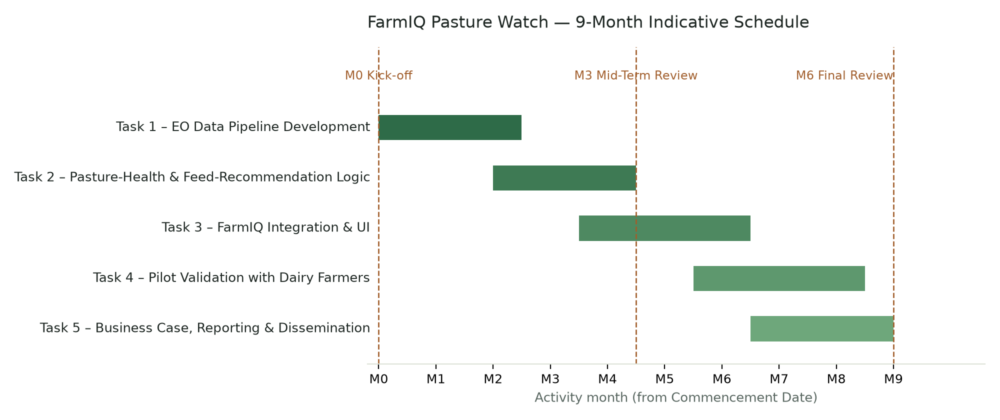 FarmIQ Pasture Watch — 9-Month Indicative Schedule
M0 Kick-off
M3 Mid-Term Review
M6 Final Review
Task 1 – EO Data Pipeline Development
Task 2 – Pasture-Health & Feed-Recommendation Logic
Task 3 – FarmIQ Integration & UI
Task 4 – Pilot Validation with Dairy Farmers
Task 5 – Business Case, Reporting & Dissemination
M0 M1 M2 M3 M4 M5 M6 M7 M8 M9
Activity month (from Commencement Date)